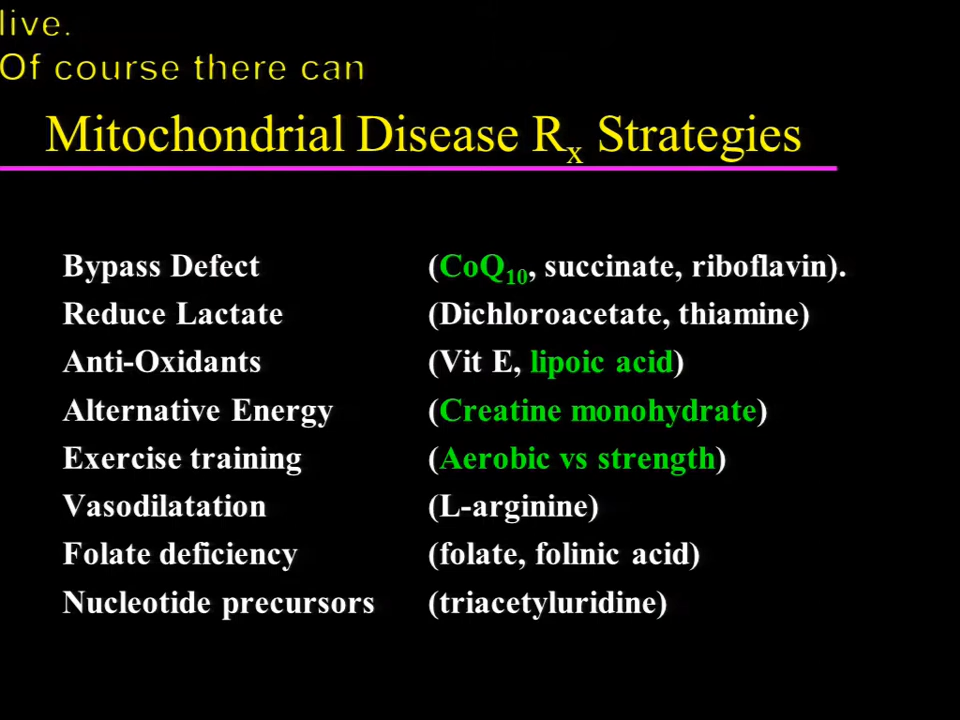 live.
Of course there can
Mitochondrial Disease Rx Strategies
Bypass Defect (CoQ10, succinate, riboflavin).
Reduce Lactate (Dichloroacetate, thiamine)
Anti-Oxidants (Vit E, lipoic acid)
Alternative Energy (Creatine monohydrate)
Exercise training (Aerobic vs strength)
Vasodilatation (L-arginine)
Folate deficiency (folate, folinic acid)
Nucleotide precursors (triacetyluridine)